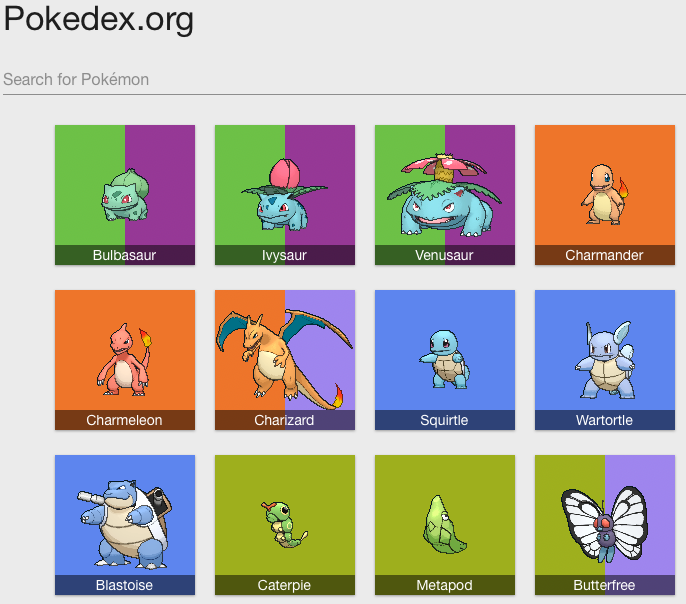 Pokedex.org
Search for Pokémon
Bulbasaur
Ivysaur
Venusaur
Charmander
Charmeleon
Charizard
Squirtle
Wartortle
Blastoise
Caterpie
Metapod
Butterfree